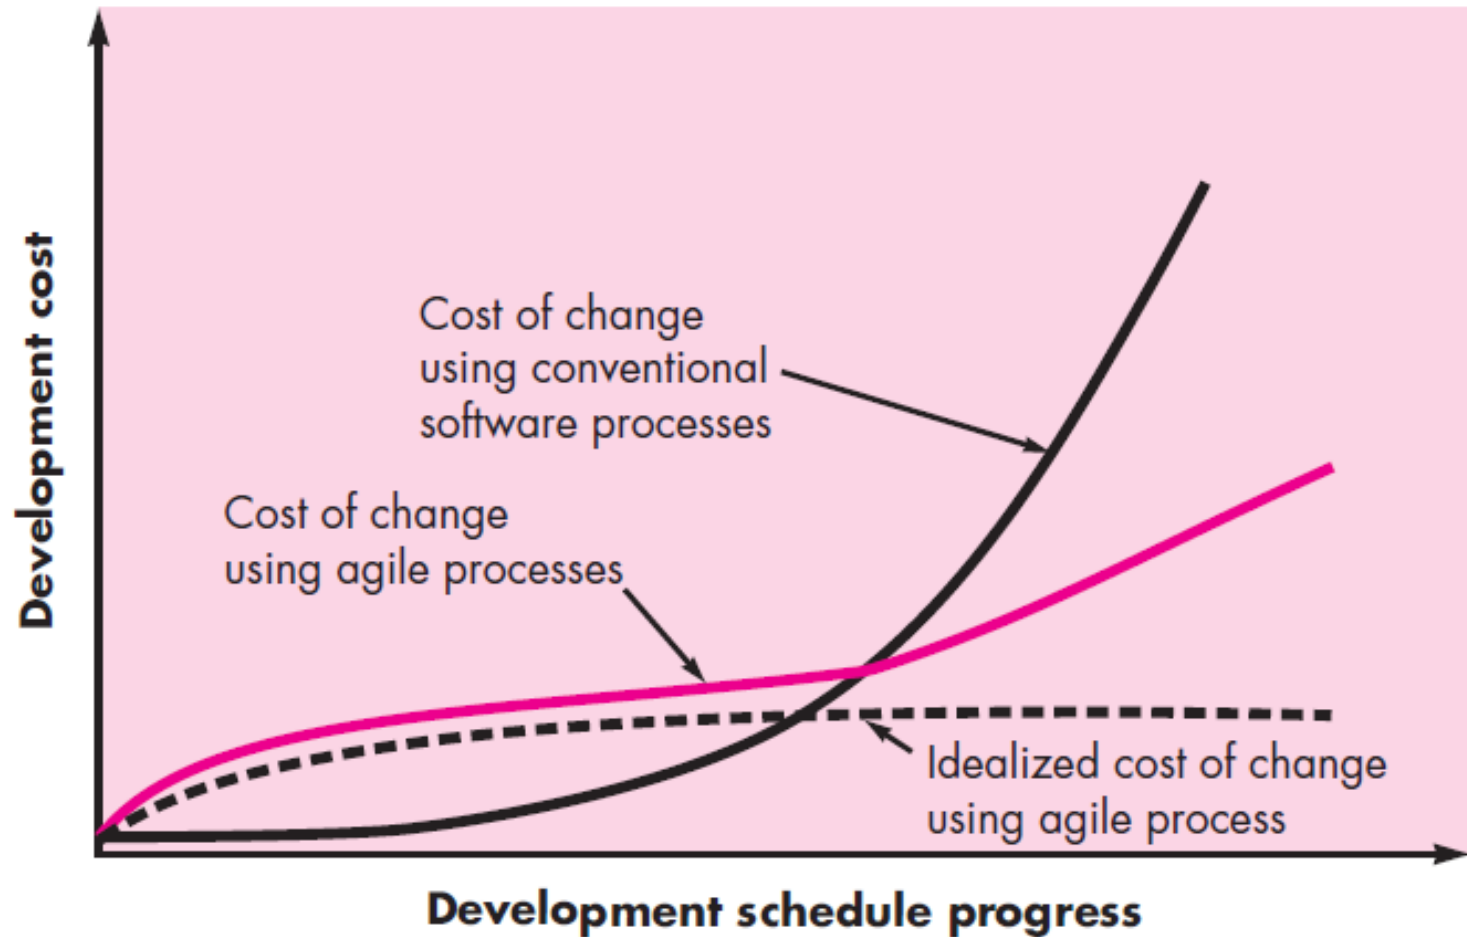 Development cost
Cost of change
using conventional
software processes
Cost of change
using agile processes
Idealized cost of change
using agile process
Development schedule progress